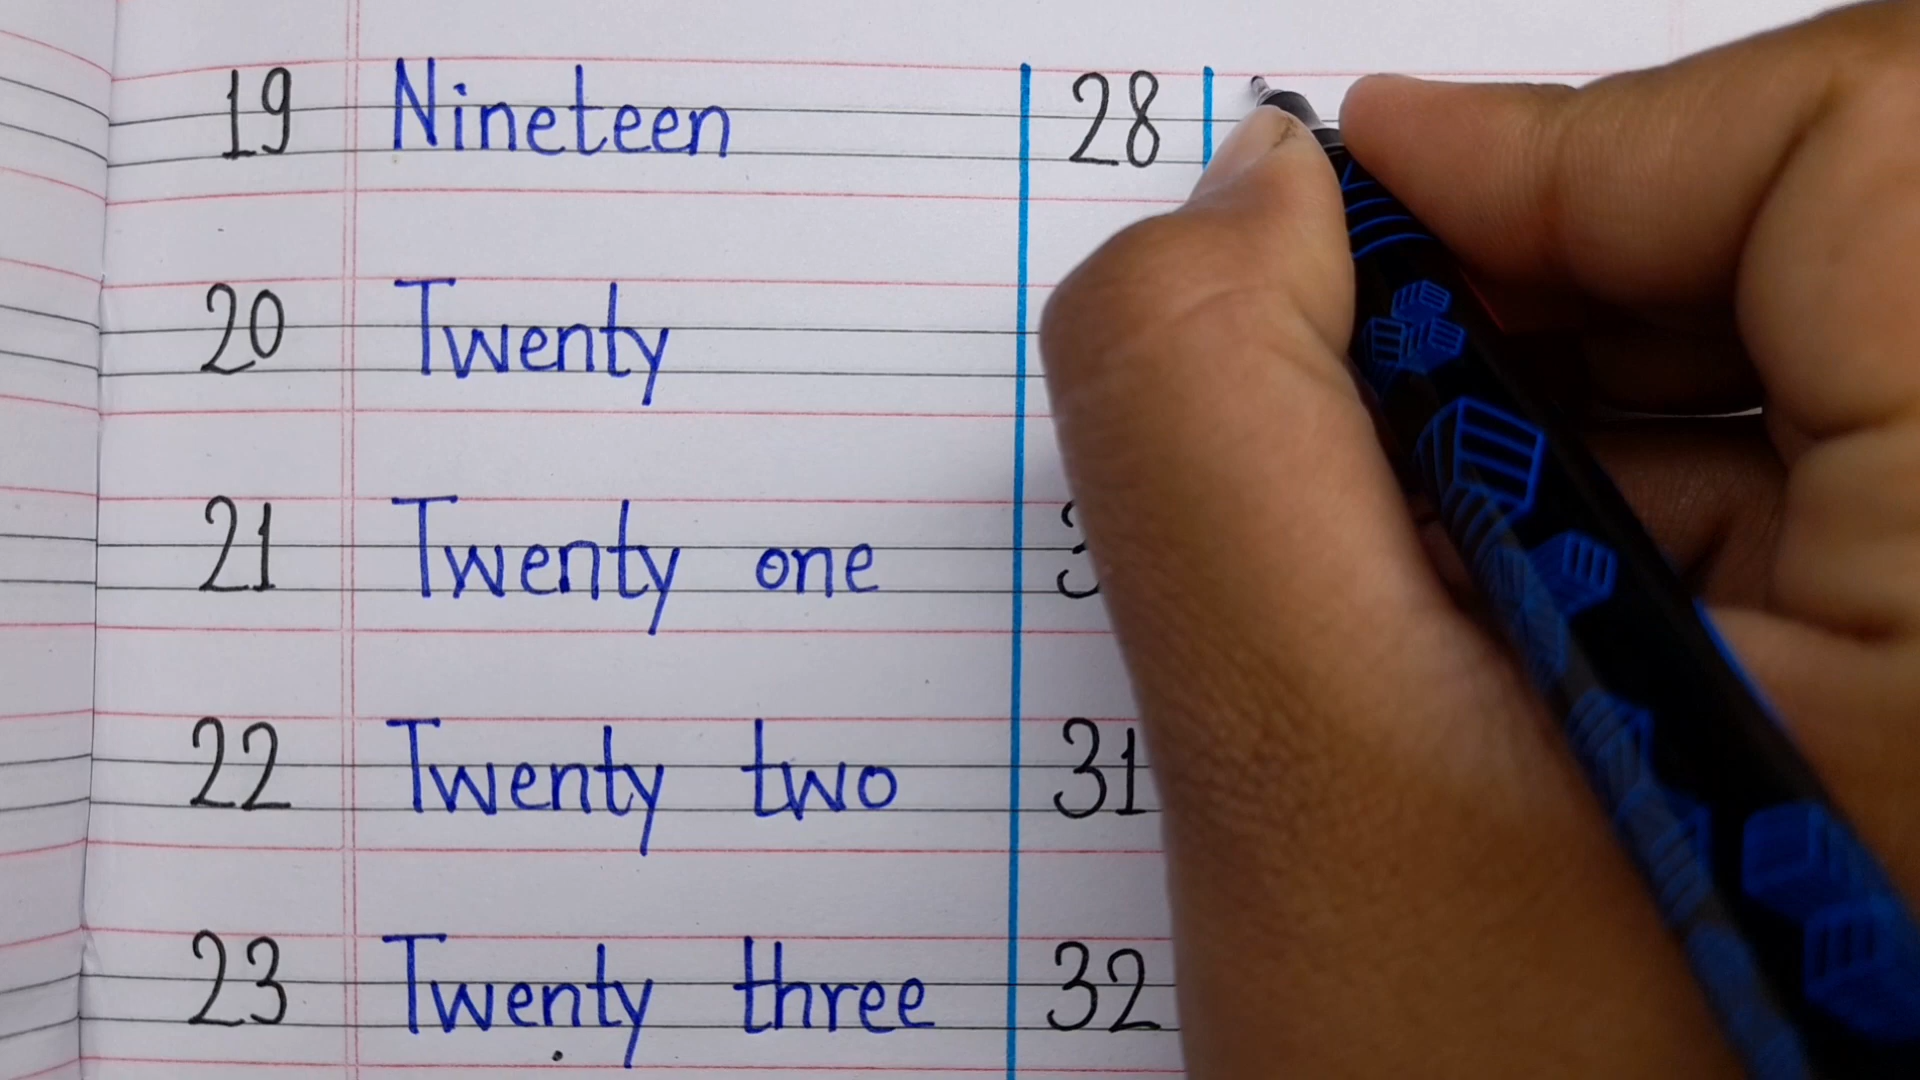 19 Nineteen 28
20 Twenty
21 Twenty one
22 Twenty two 31
23 Twenty three 32